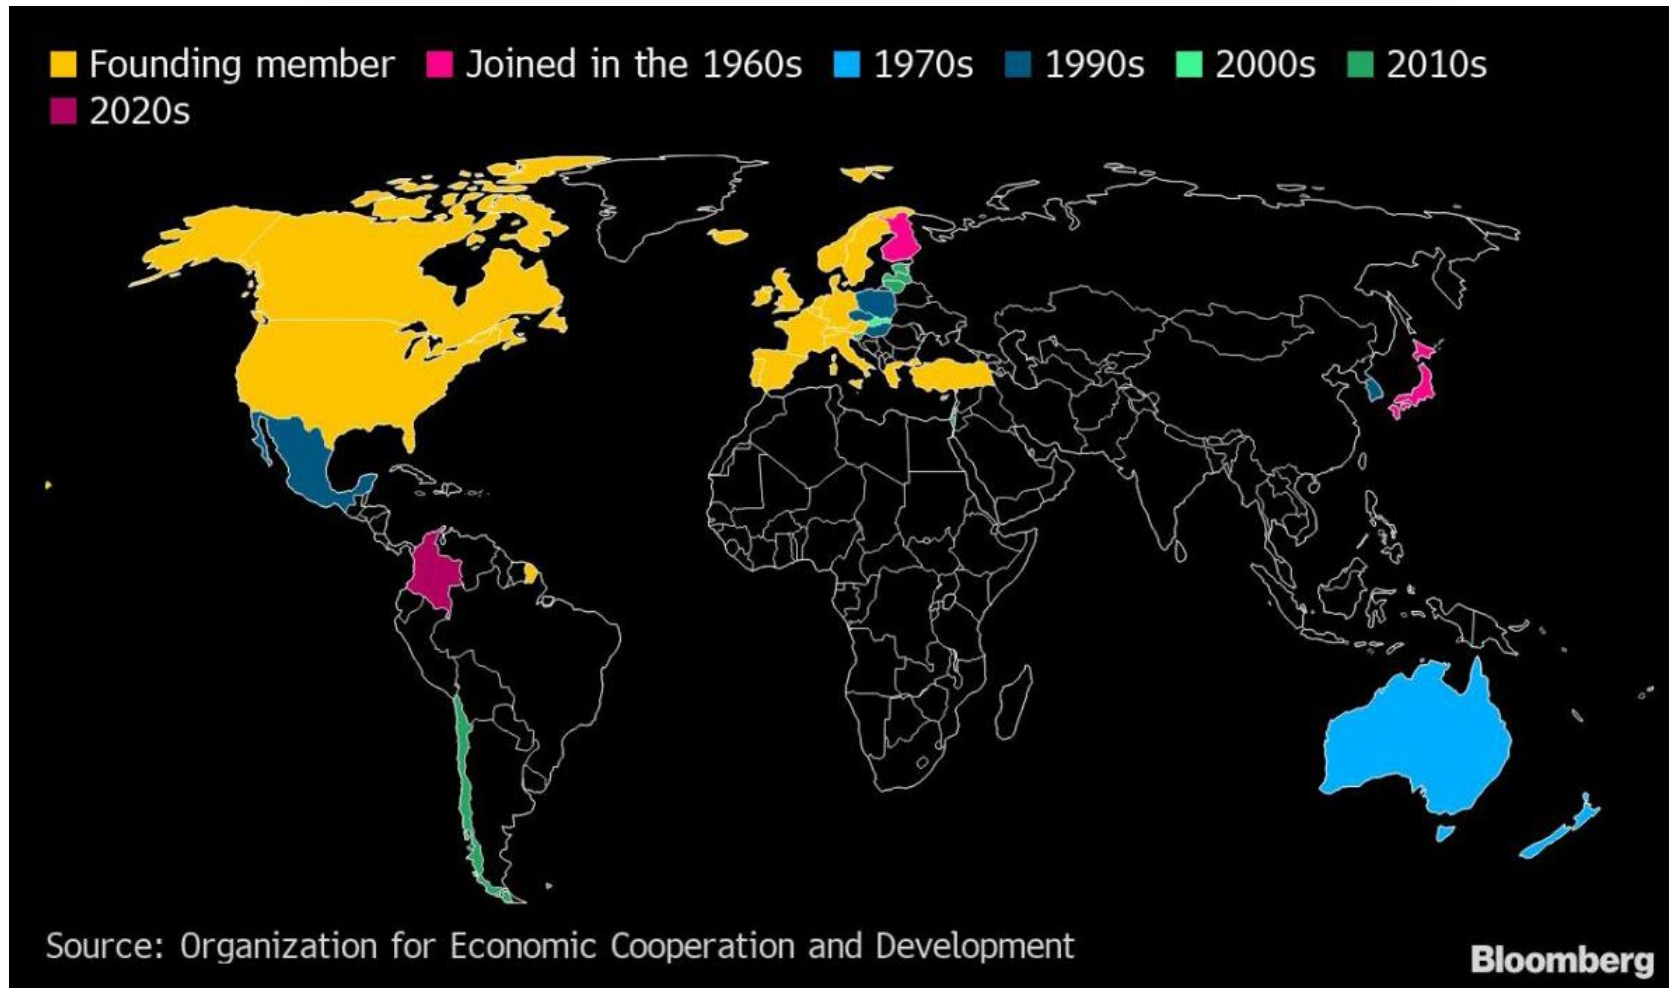 Founding member Joined in the 1960s 1970s 1990s 2000s 2010s
2020s
Source: Organization for Economic Cooperation and Development
Bloomberg